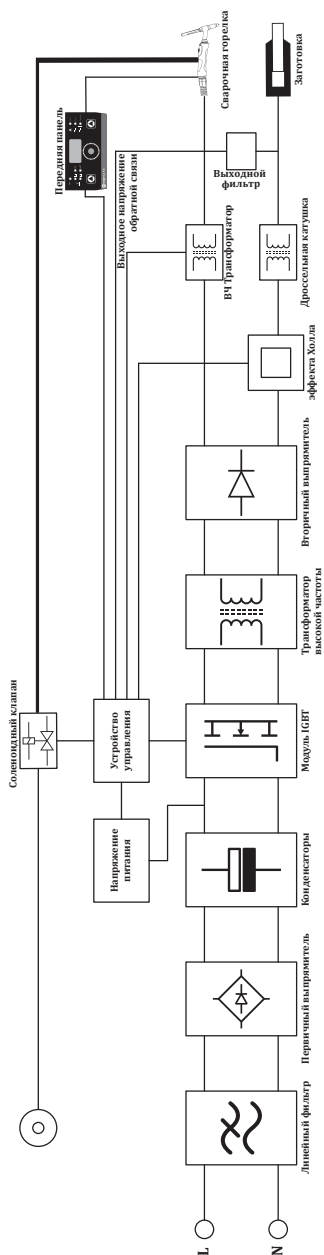 L
N
Линейный фильтр
Первичный выпрямитель
Конденсаторы
Модуль IGBT
Трансформатор
высокой частоты
Вторичный выпрямитель
эффекта Холла
Дроссельная катушка
ВЧ Трансформатор
Выходной
фильтр
Заготовка
Сварочная горелка
Передняя панель
Выходное напряжение
обратной связи
Соленоидный клапан
Устройство
управления
Напряжение
питания